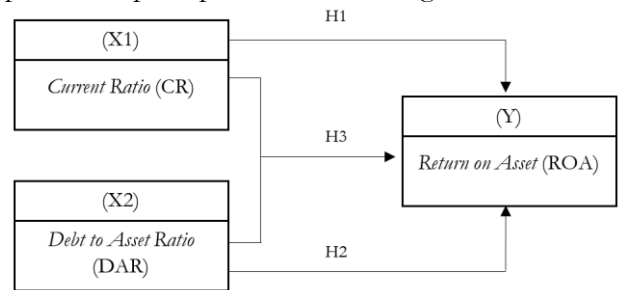 H1
(X1)
Current Ratio (CR)
(Y)
Return on Asset (ROA)
H3
(X2)
Debt to Asset Ratio
(DAR)
H2